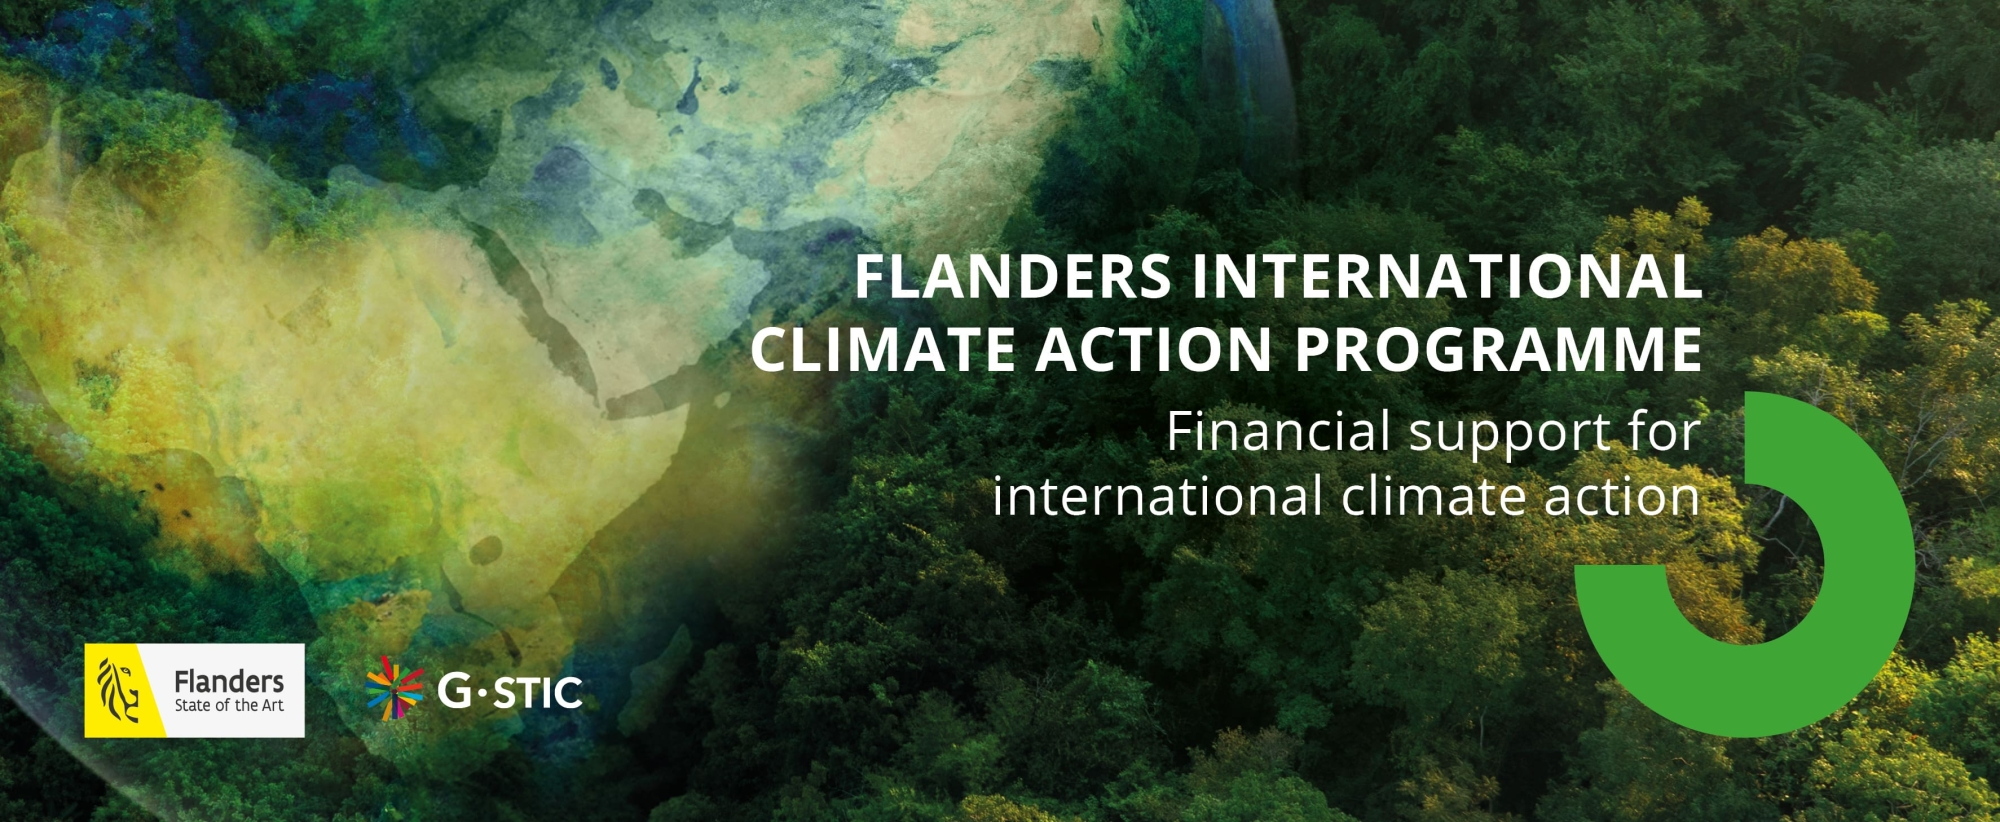 FLANDERS INTERNATIONAL
CLIMATE ACTION PROGRAMME
Financial support for
international climate action
Flanders
State of the Art
G·STIC